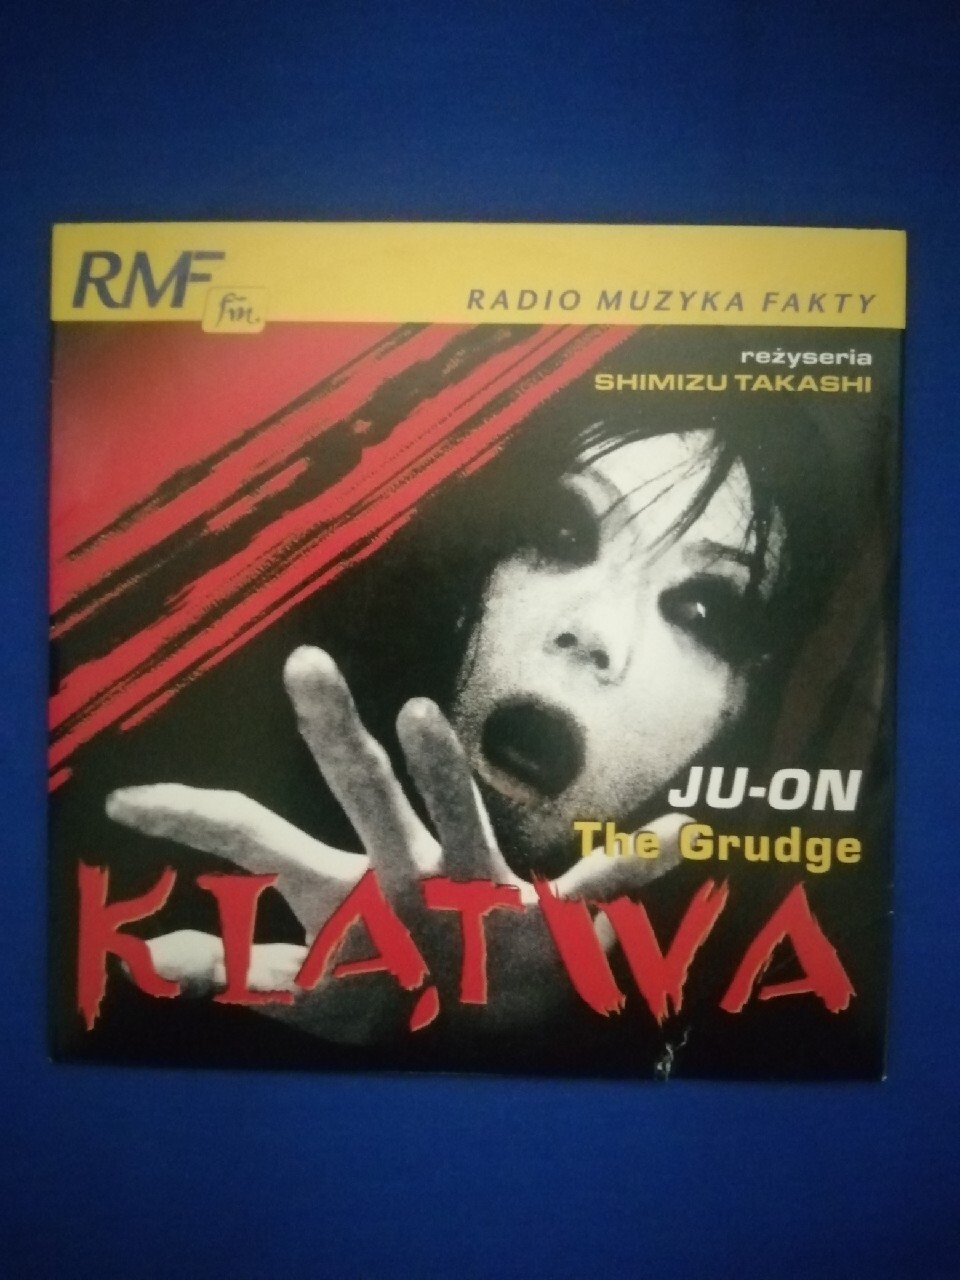 RMF
fm.
RADIO MUZYKA FAKTY
reżyseria
SHIMIZU TAKASHI
JU-ON
The Grudge
KLĄTWA